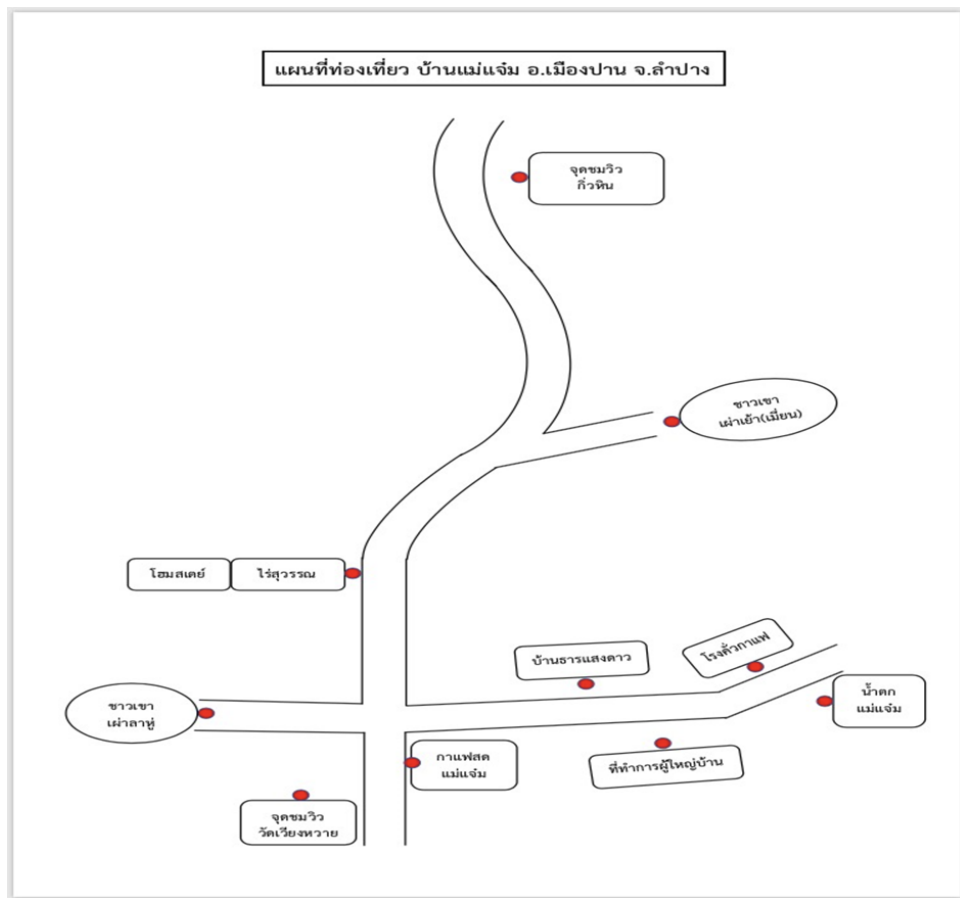 แผนที่ท่องเที่ยว บ้านแม่แจ๋ม อ.เมืองปาน จ.ลำปาง
จุดชมวิว
กิ่วหิน
ชาวเขา
เผ่าเย้า(เมี่ยน)
โฮมสเตย์
ไร่สุวรรณ
บ้านธารแสงดาว
โรงคั่วกาแฟ
ชาวเขา
เผ่าลาหู่
น้ำตก
แม่แจ๋ม
กาแฟสด
แม่แจ๋ม
ที่ทำการผู้ใหญ่บ้าน
จุดชมวิว
วัดเวียงหวาย